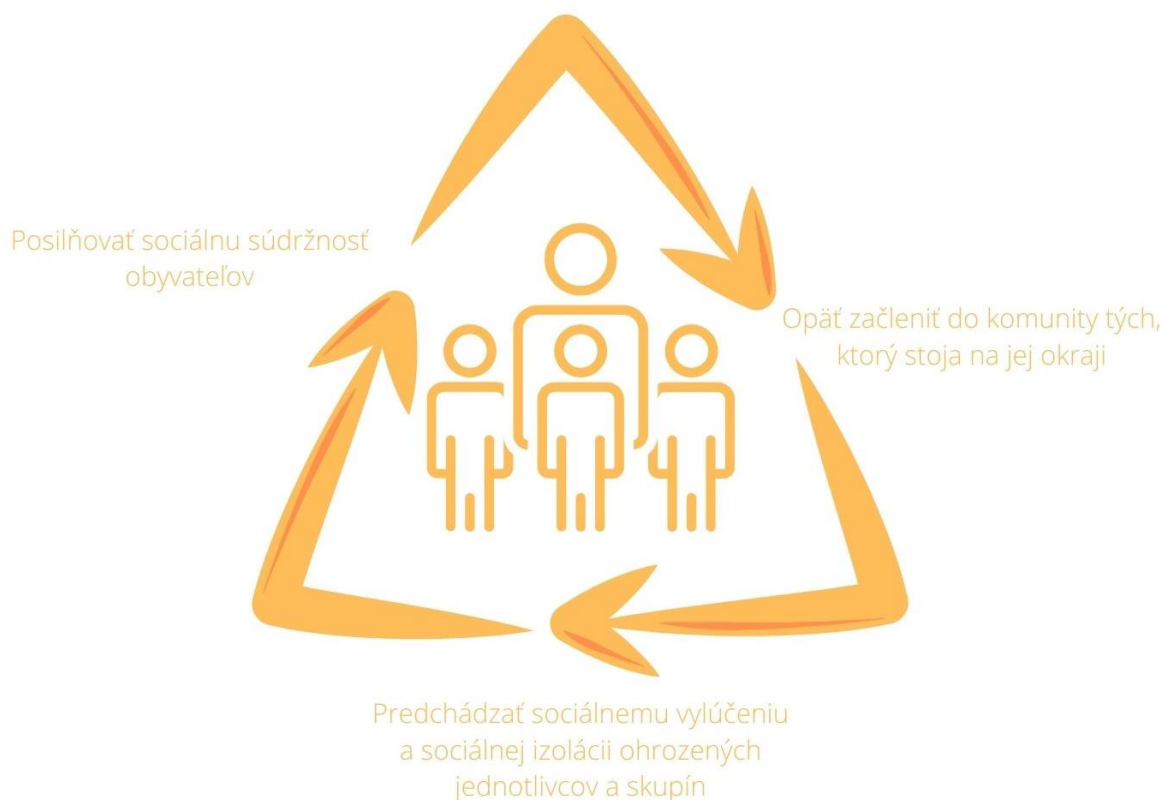 Posilňovať sociálnu súdržnosť
obyvateľov
Opäť začleniť do komunity tých,
ktorý stoja na jej okraji
Predchádzať sociálnemu vylúčeniu
a sociálnej izolácii ohrozených
jednotlivcov a skupín